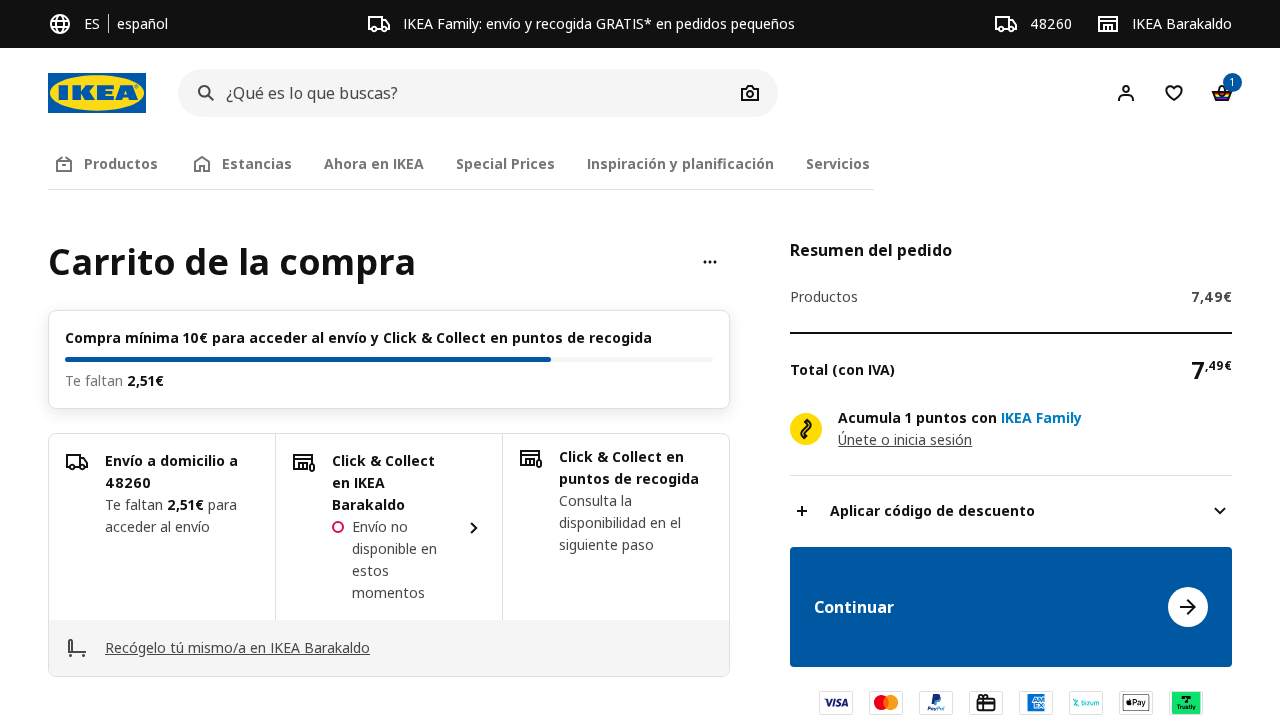 ES | español
IKEA Family: envío y recogida GRATIS* en pedidos pequeños
48260
IKEA Barakaldo
IKEA
¿Qué es lo que buscas?
1
Productos
Estancias
Ahora en IKEA
Special Prices
Inspiración y planificación
Servicios
Carrito de la compra
Compra mínima 10€ para acceder al envío y Click & Collect en puntos de recogida
Te faltan 2,51€
Envío a domicilio a
48260
Te faltan 2,51€ para
acceder al envío
Click & Collect
en IKEA
Barakaldo
Envío no
disponible en
estos
momentos
Click & Collect en
puntos de recogida
Consulta la
disponibilidad en el
siguiente paso
Recógelo tú mismo/a en IKEA Barakaldo
Resumen del pedido
Productos
7,49€
Total (con IVA)
7,49€
Acumula 1 puntos con IKEA Family
Únete o inicia sesión
Aplicar código de descuento
Continuar
VISA
PayPal
AMEX
bizum
Pay
Trustly